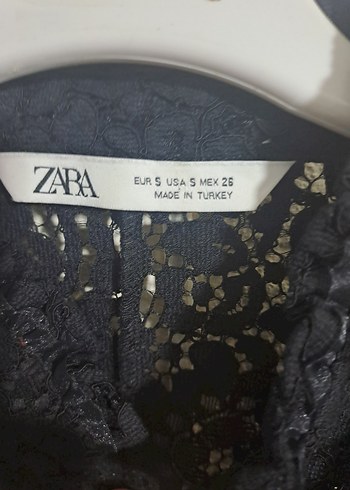 ZARA
EUR S USA S MEX 26
MADE IN TURKEY